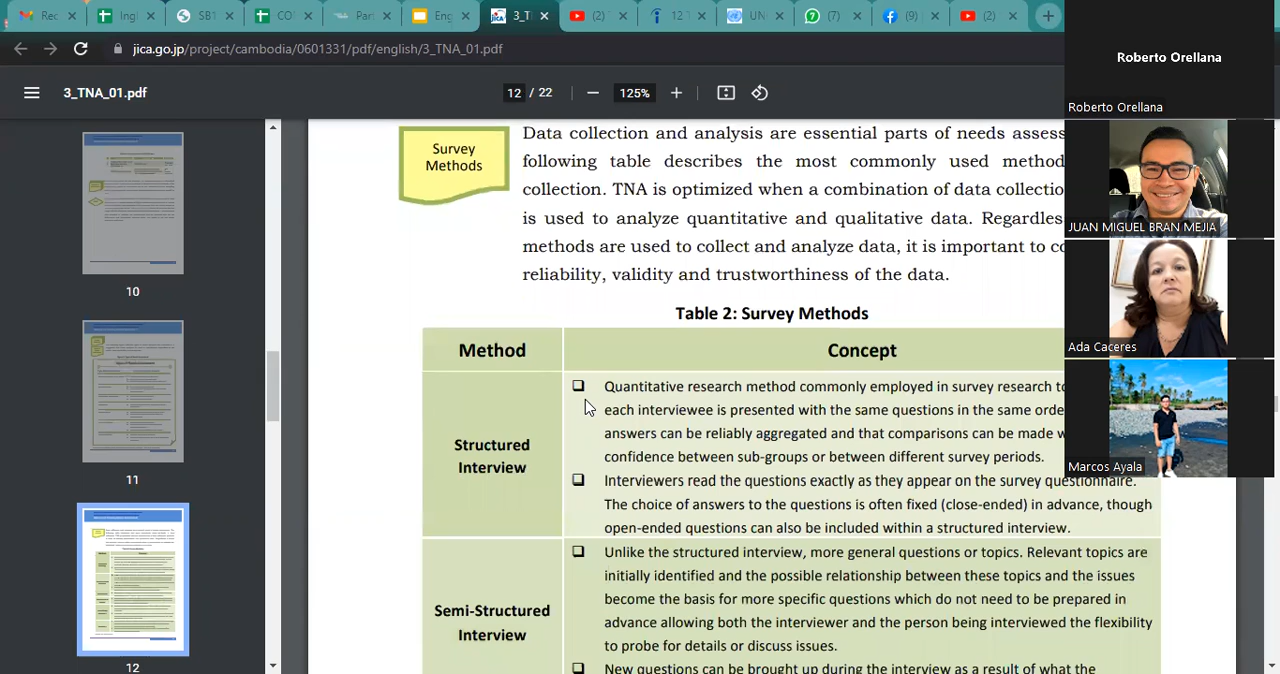 Rec
Ingl
SBT
CO
Part
Eng
3_T
(2)
12 T
UN
(7)
(9)
(2)
jica.go.jp/project/cambodia/0601331/pdf/english/3_TNA_01.pdf
3_TNA_01.pdf
12 / 22
125%
10
11
12
Survey
Methods
Data collection and analysis are essential parts of needs assess
following table describes the most commonly used method
collection. TNA is optimized when a combination of data collectio
is used to analyze quantitative and qualitative data. Regardles
methods are used to collect and analyze data, it is important to co
reliability, validity and trustworthiness of the data.
Table 2: Survey Methods
Method
Concept
Structured
Interview
Quantitative research method commonly employed in survey research to
each interviewee is presented with the same questions in the same orde
answers can be reliably aggregated and that comparisons can be made w
confidence between sub-groups or between different survey periods.
Interviewers read the questions exactly as they appear on the survey questionnaire.
The choice of answers to the questions is often fixed (close-ended) in advance, though
open-ended questions can also be included within a structured interview.
Semi-Structured
Interview
Unlike the structured interview, more general questions or topics. Relevant topics are
initially identified and the possible relationship between these topics and the issues
become the basis for more specific questions which do not need to be prepared in
advance allowing both the interviewer and the person being interviewed the flexibility
to probe for details or discuss issues.
New questions can be brought up during the interview as a result of what the
Roberto Orellana
Roberto Orellana
JUAN MIGUEL BRAN MEJIA
Ada Caceres
Marcos Ayala